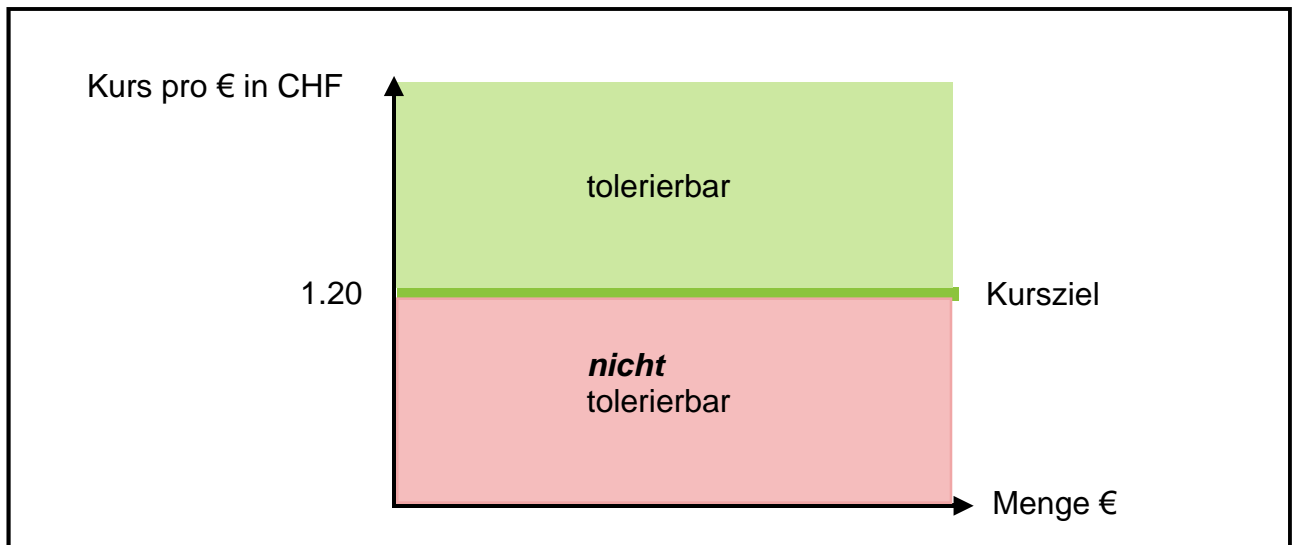 Kurs pro € in CHF
tolerierbar
1.20
Kursziel
nicht
tolerierbar
Menge €